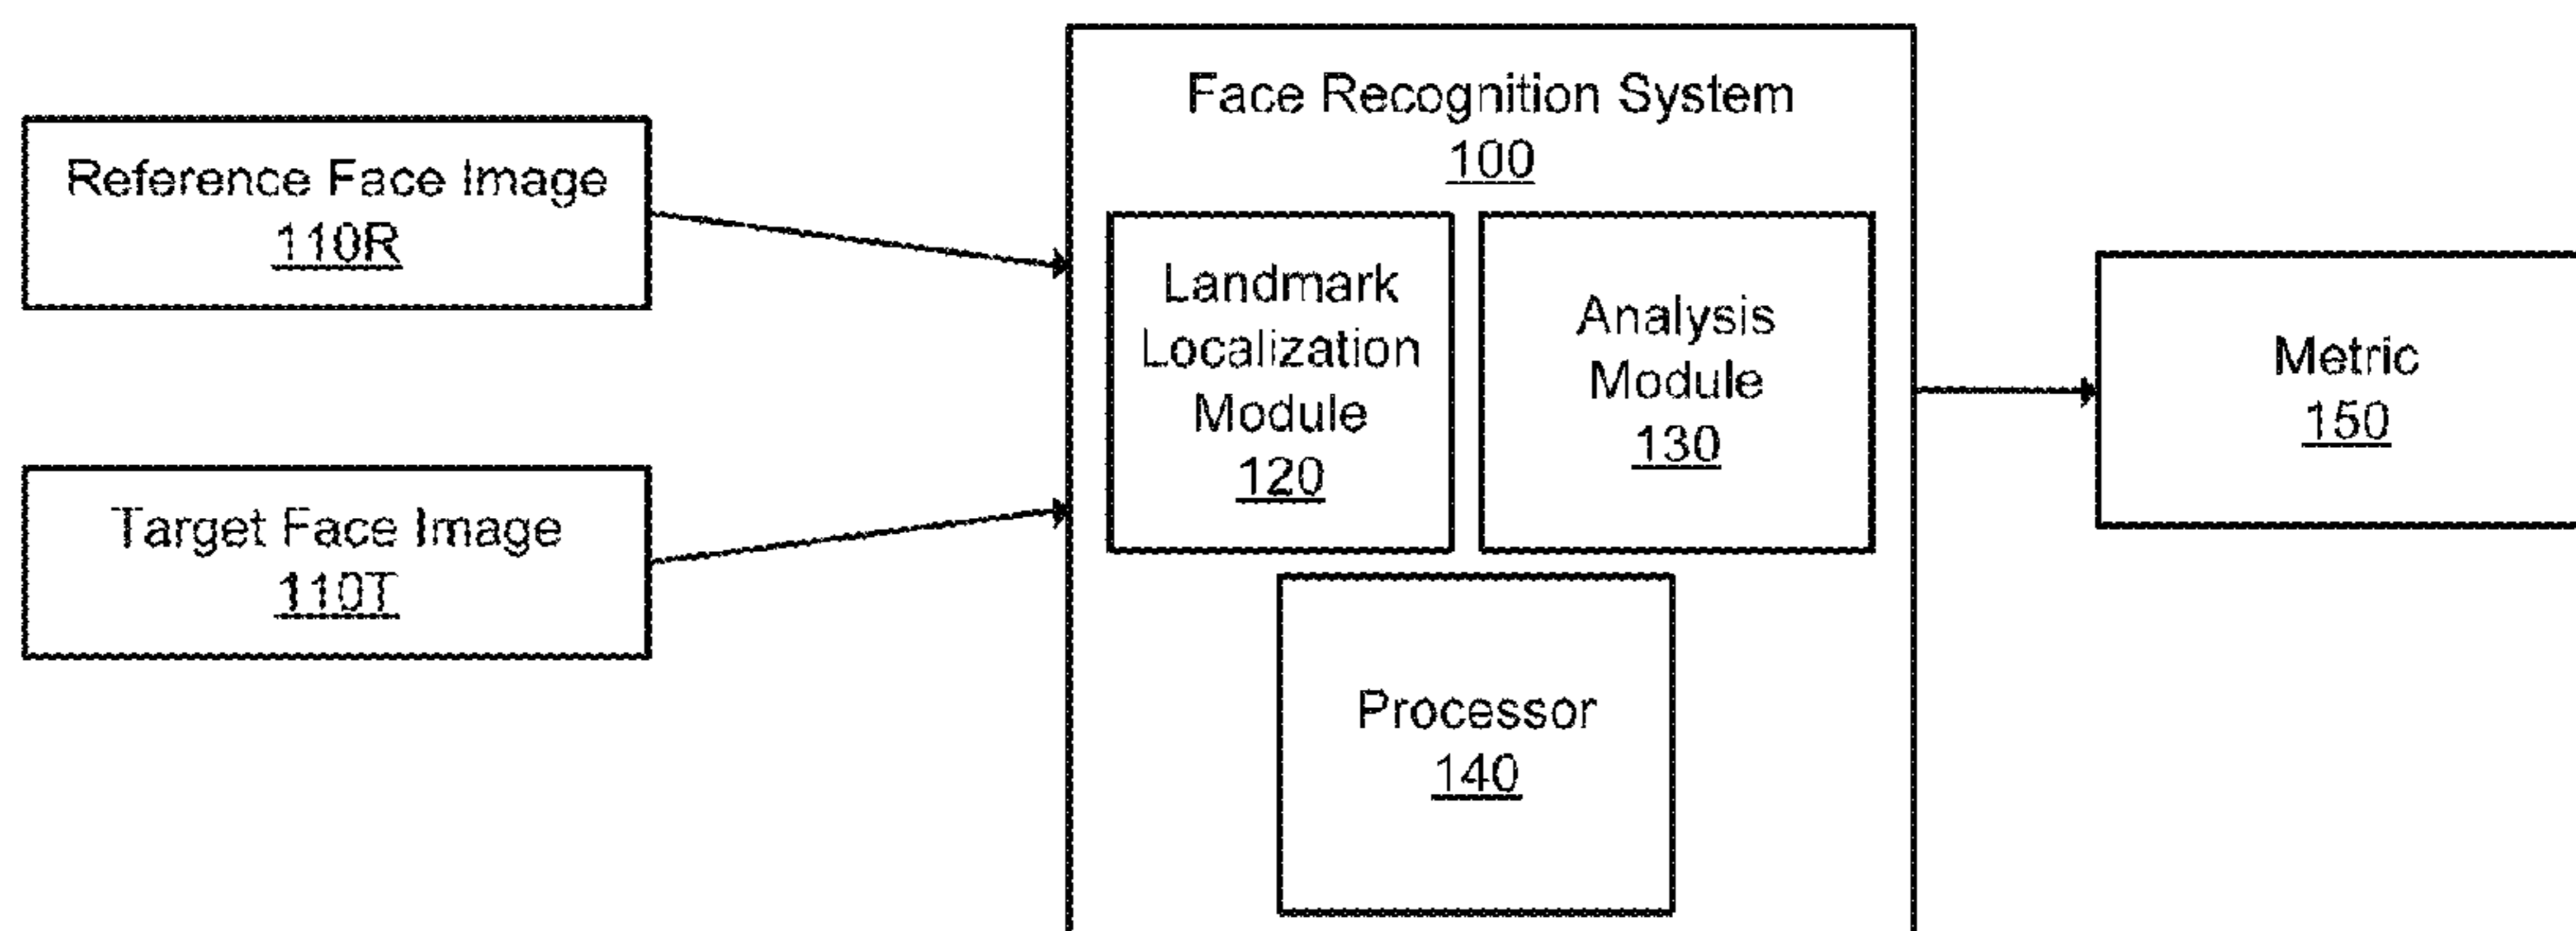 Reference Face Image
110R
Target Face Image
110T
Face Recognition System
100
Landmark
Localization
Module
120
Analysis
Module
130
Processor
140
Metric
150